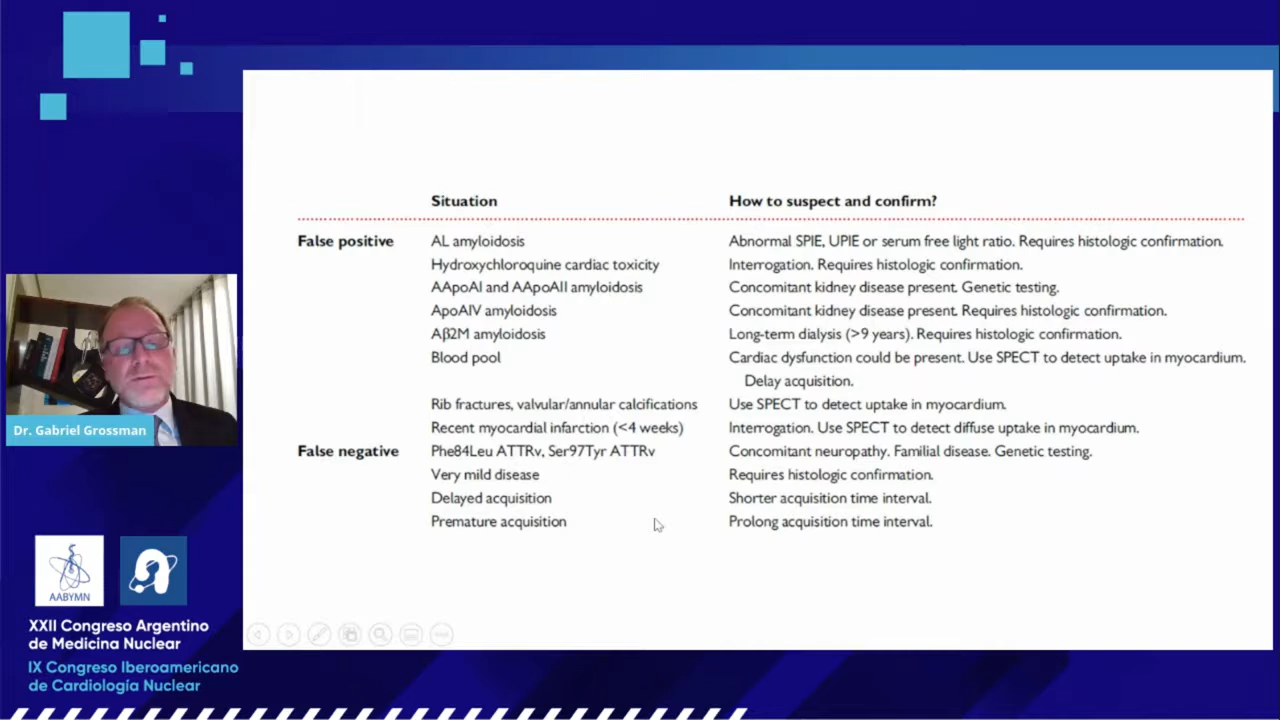 Situation How to suspect and confirm?
False positive AL amyloidosis Abnormal SPIE, UPIE or serum free light ratio. Requires histologic confirmation.
Hydroxychloroquine cardiac toxicity Interrogation. Requires histologic confirmation.
AApoAI and AApoAII amyloidosis Concomitant kidney disease present. Genetic testing.
ApoAIV amyloidosis Concomitant kidney disease present. Requires histologic confirmation.
Aβ2M amyloidosis Long-term dialysis (>9 years). Requires histologic confirmation.
Blood pool Cardiac dysfunction could be present. Use SPECT to detect uptake in myocardium.
Delay acquisition.
Rib fractures, valvular/annular calcifications Use SPECT to detect uptake in myocardium.
Recent myocardial infarction (<4 weeks) Interrogation. Use SPECT to detect diffuse uptake in myocardium.
False negative Phe84Leu ATTRv, Ser97Tyr ATTRv Concomitant neuropathy. Familial disease. Genetic testing.
Very mild disease Requires histologic confirmation.
Delayed acquisition Shorter acquisition time interval.
Premature acquisition Prolong acquisition time interval.
Dr. Gabriel Grossman
AABYMN
XXII Congreso Argentino
de Medicina Nuclear
IX Congreso Iberoamericano
de Cardiología Nuclear